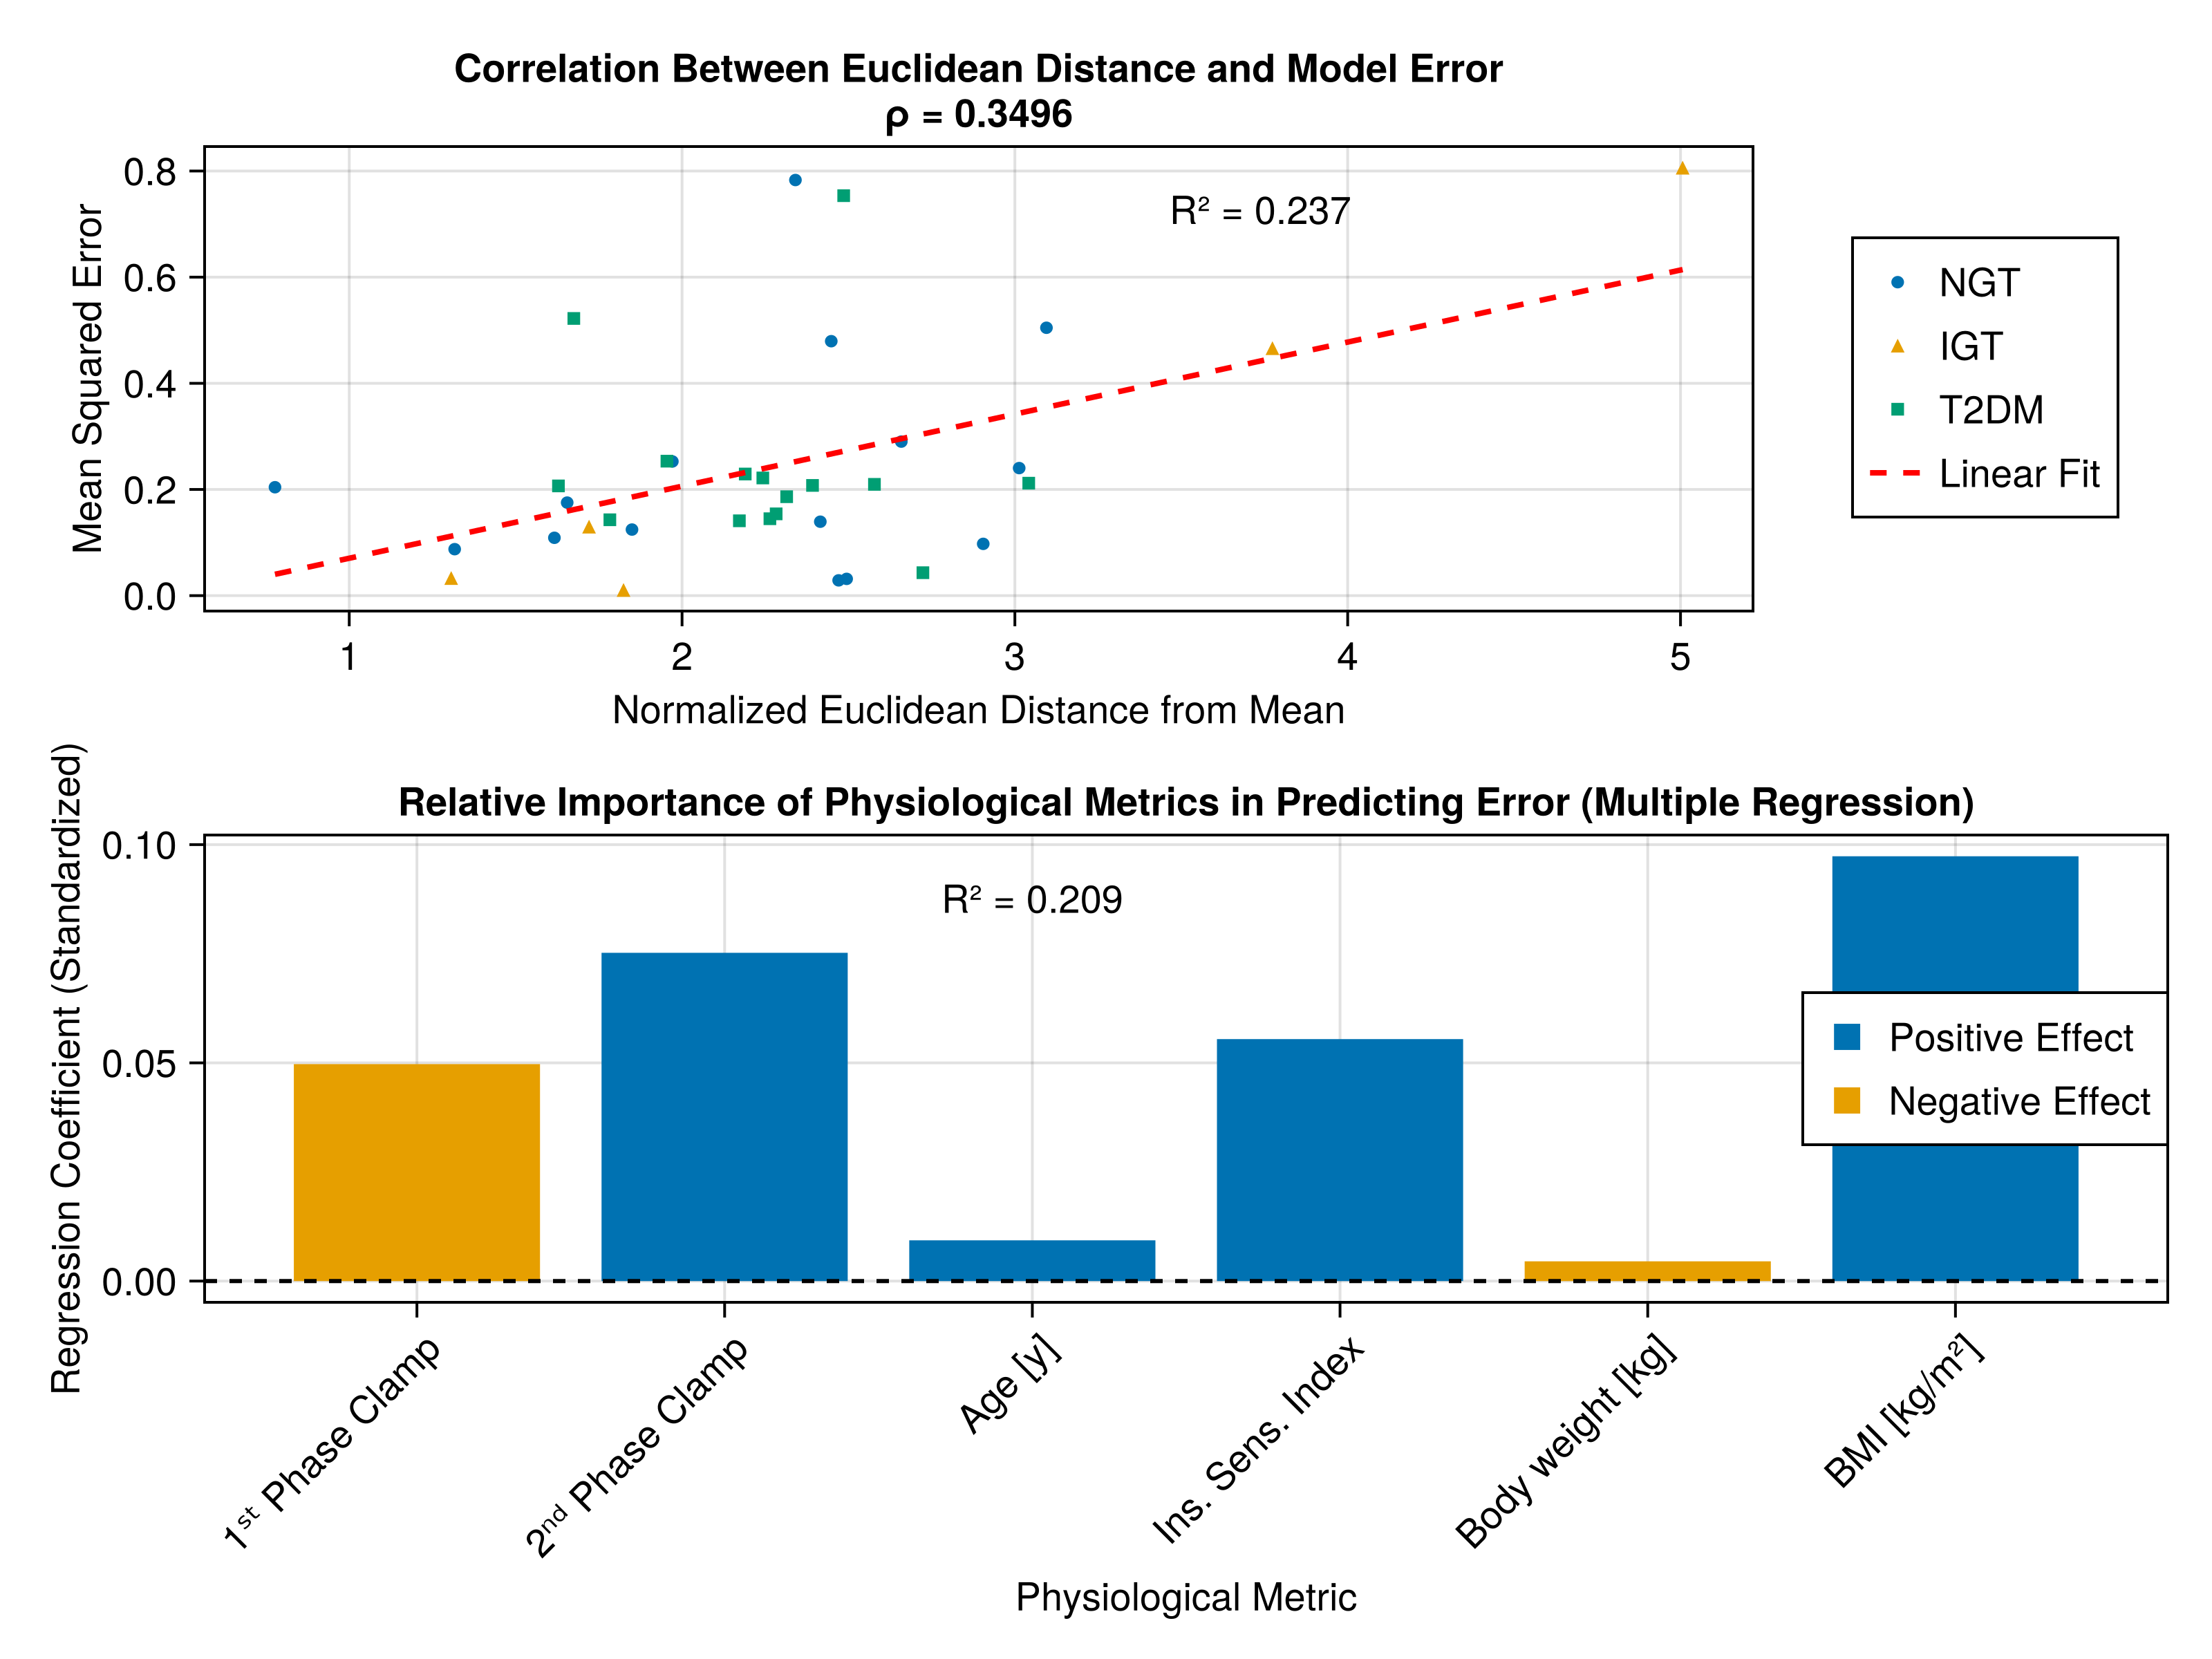 Correlation Between Euclidean Distance and Model Error
ρ = 0.3496
Mean Squared Error
0.8
0.6
0.4
0.2
0.0
R² = 0.237
1 2 3 4 5
Normalized Euclidean Distance from Mean
NGT
IGT
T2DM
Linear Fit
Relative Importance of Physiological Metrics in Predicting Error (Multiple Regression)
Regression Coefficient (Standardized)
0.10
0.05
0.00
R² = 0.209
Positive Effect
Negative Effect
1ˢᵗ Phase Clamp
2ⁿᵈ Phase Clamp
Age [y]
Ins. Sens. Index
Body weight [kg]
BMI [kg/m²]
Physiological Metric